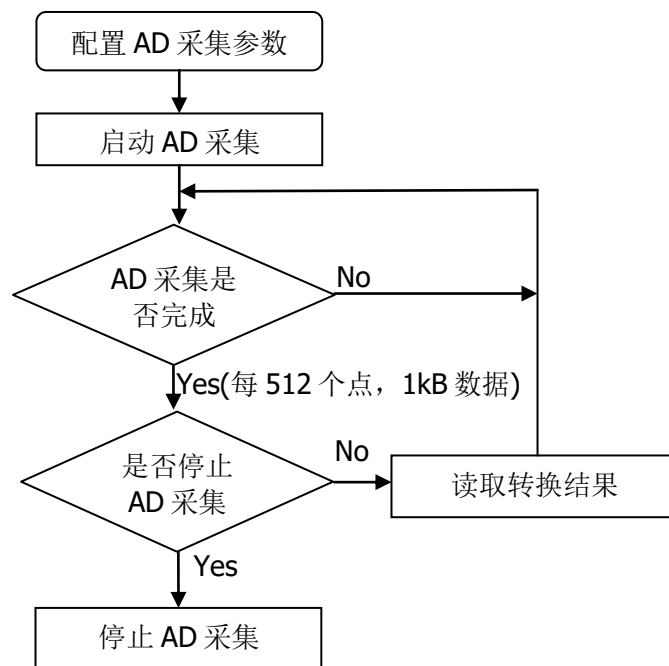 配置 AD 采集参数
启动 AD 采集
AD 采集是
否完成
No
Yes(每 512 个点，1kB 数据)
是否停止
AD 采集
No
读取转换结果
Yes
停止 AD 采集